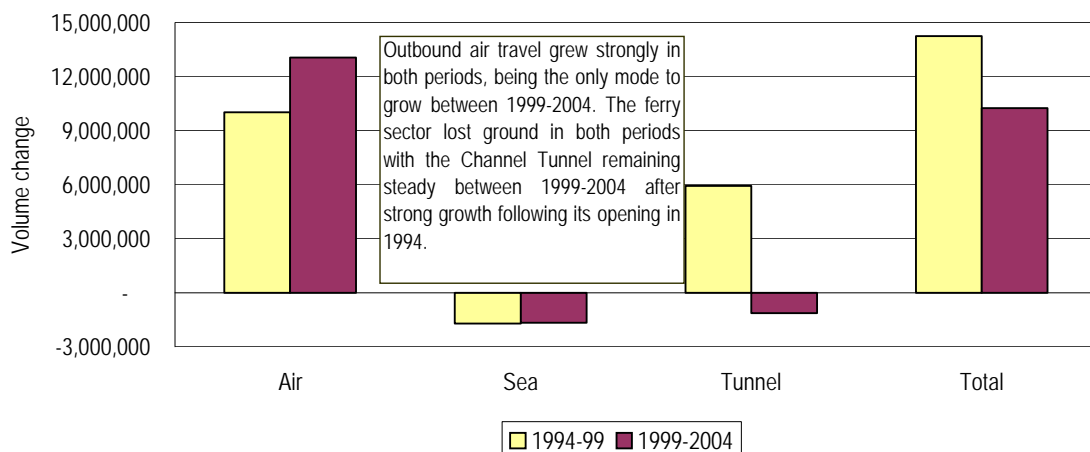 15,000,000
12,000,000
9,000,000
6,000,000
3,000,000
-
-3,000,000
Volume change
Outbound air travel grew strongly in
both periods, being the only mode to
grow between 1999-2004. The ferry
sector lost ground in both periods
with the Channel Tunnel remaining
steady between 1999-2004 after
strong growth following its opening in
1994.
Air Sea Tunnel Total
1994-99 1999-2004